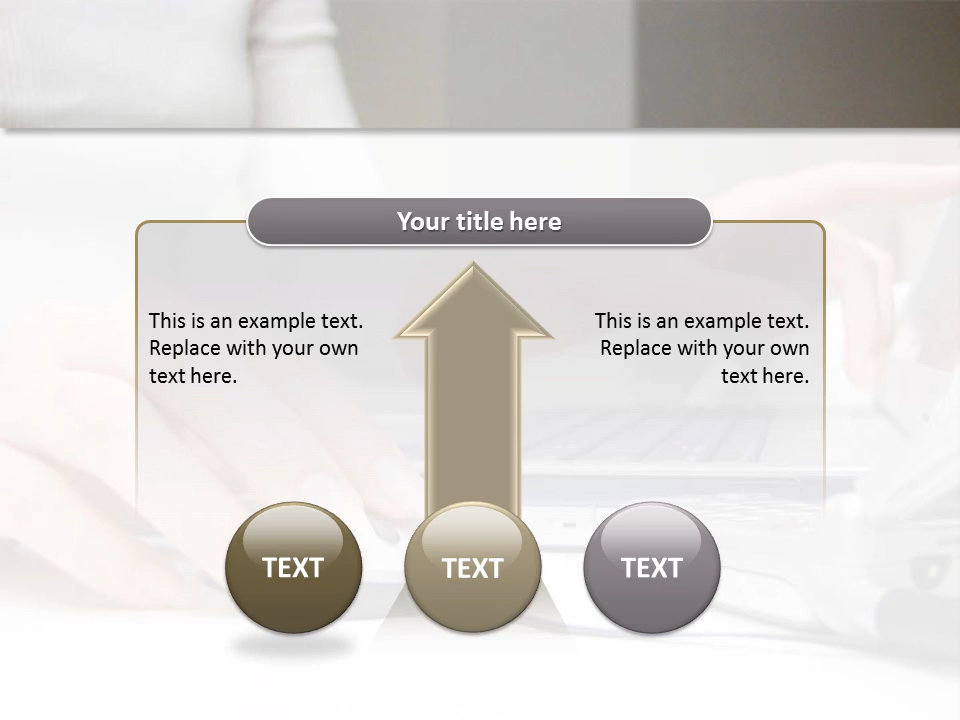 Your title here
This is an example text.
Replace with your own
text here.
This is an example text.
Replace with your own
text here.
TEXT
TEXT
TEXT